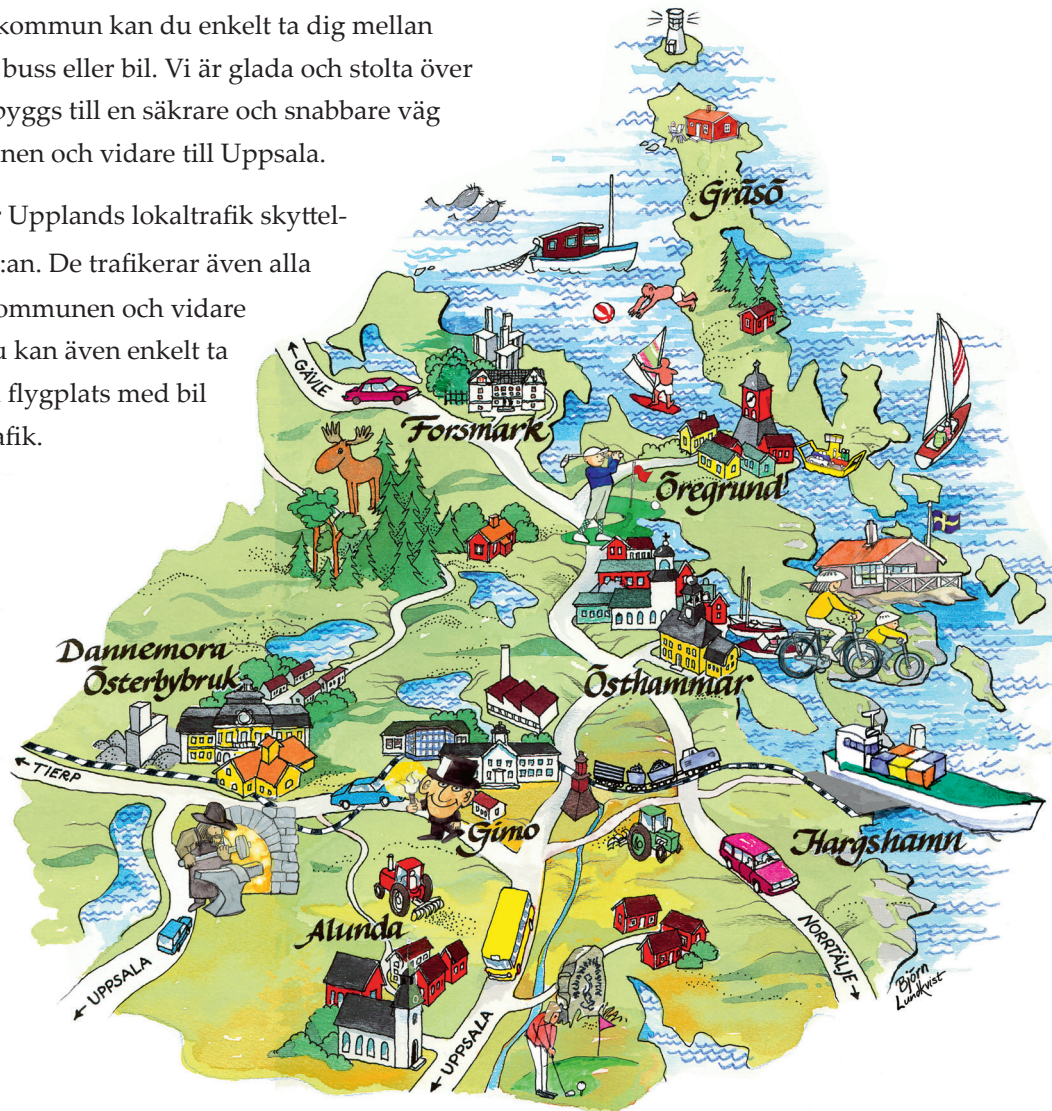 kommun kan du enkelt ta dig mellan
buss eller bil. Vi är glada och stolta över
byggs till en säkrare och snabbare väg
nen och vidare till Uppsala.
Upplands lokaltrafik skyttel-
:an. De trafikerar även alla
ommunen och vidare
u kan även enkelt ta
flygplats med bil
afik.
Gräsö
← GÄVLE
Forsmark
Öregrund
Dannemora
Österbybruk
Östhammar
← TIERP
Gimo
Hargshamn
Alunda
← UPPSALA
← UPPSALA
NORRTÄLJE →
Björn
Lundkvist